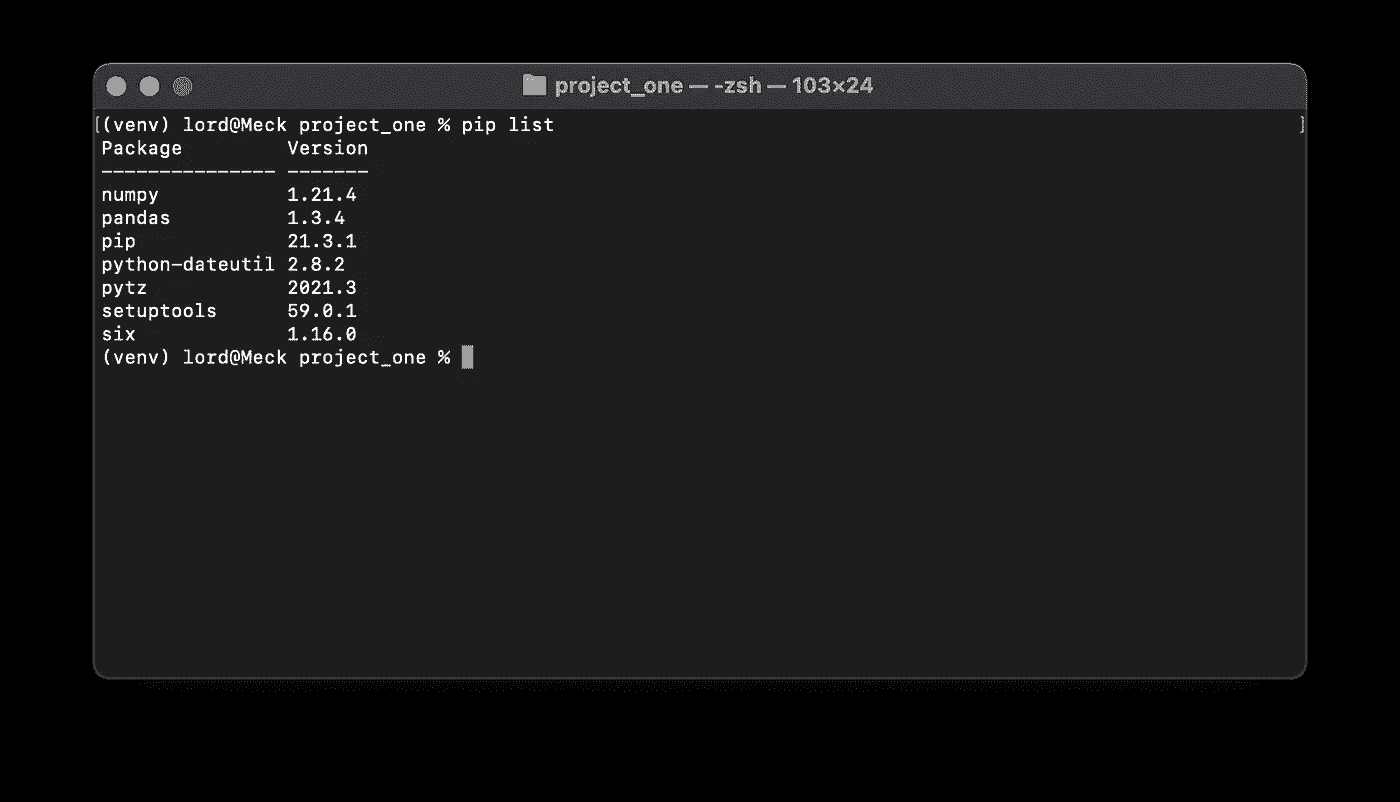 project_one — -zsh — 103×24
[(venv) lord@Meck project_one % pip list ]
Package         Version
--------------- -------
numpy           1.21.4
pandas          1.3.4
pip             21.3.1
python-dateutil 2.8.2
pytz            2021.3
setuptools      59.0.1
six             1.16.0
(venv) lord@Meck project_one %